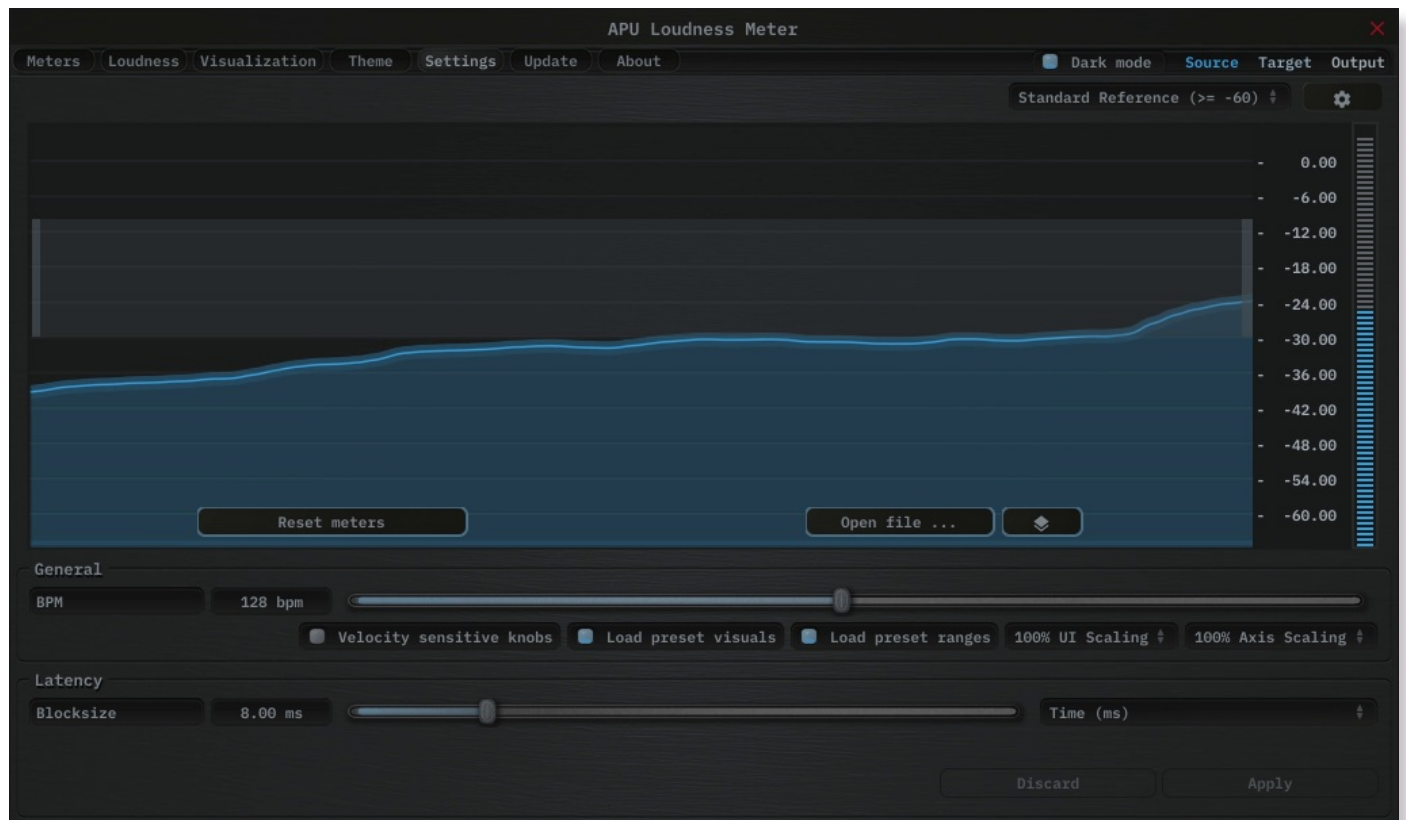 APU Loudness Meter
Meters Loudness Visualization Theme Settings Update About Dark mode Source Target Output
Standard Reference (>= -60)
- 0.00
- -6.00
- -12.00
- -18.00
- -24.00
- -30.00
- -36.00
- -42.00
- -48.00
- -54.00
- -60.00
Reset meters Open file ...
General
BPM 128 bpm
Velocity sensitive knobs Load preset visuals Load preset ranges 100% UI Scaling 100% Axis Scaling
Latency
Blocksize 8.00 ms Time (ms)
Discard Apply